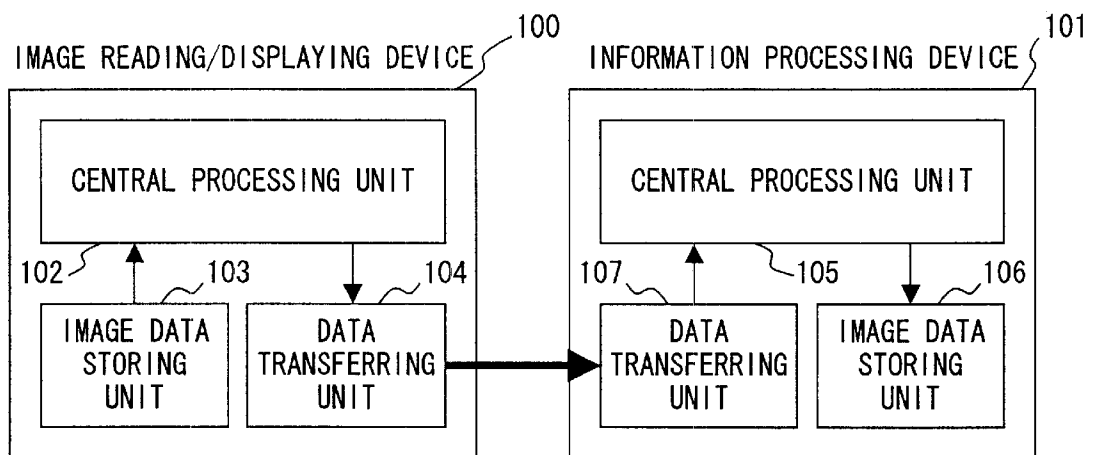 100
101
IMAGE READING/DISPLAYING DEVICE
INFORMATION PROCESSING DEVICE
CENTRAL PROCESSING UNIT
CENTRAL PROCESSING UNIT
102
103
104
107
105
106
IMAGE DATA
STORING
UNIT
DATA
TRANSFERRING
UNIT
DATA
TRANSFERRING
UNIT
IMAGE DATA
STORING
UNIT